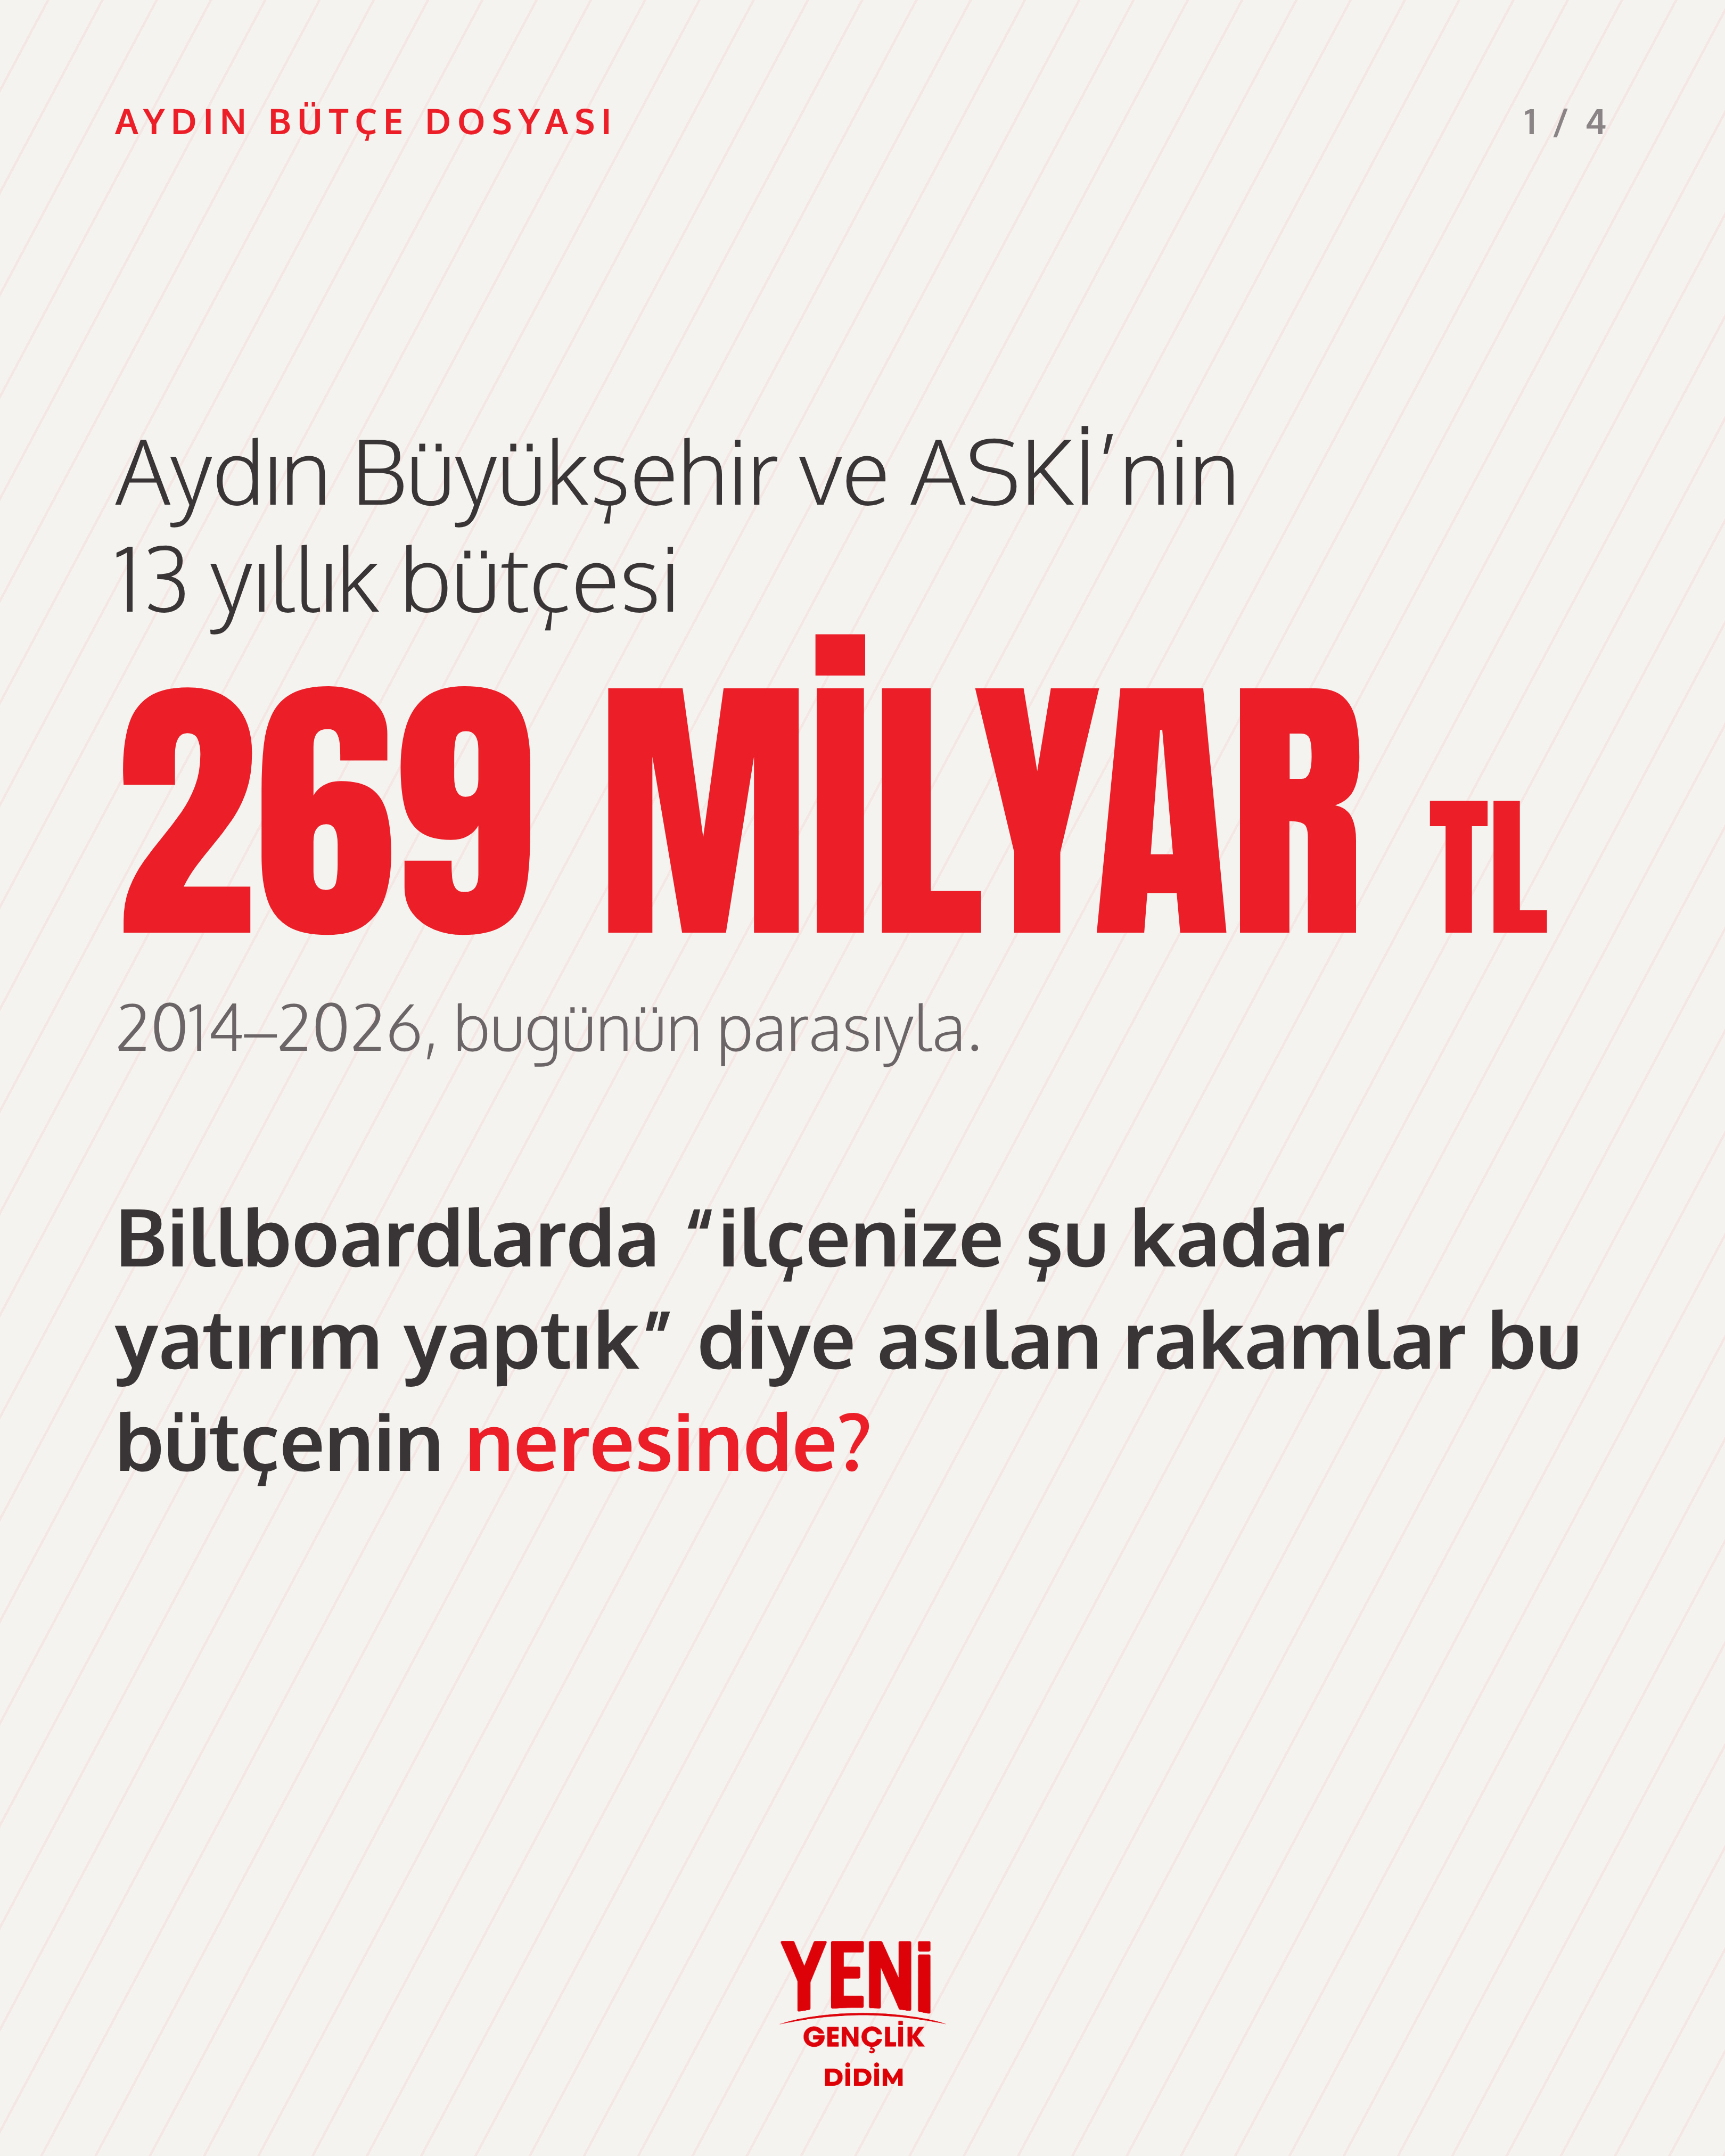 AYDIN BÜTÇE DOSYASI
1 / 4
Aydın Büyükşehir ve ASKİ’nin
13 yıllık bütçesi
269 MİLYAR TL
2014–2026, bugünün parasıyla.
Billboardlarda “ilçenize şu kadar
yatırım yaptık” diye asılan rakamlar bu
bütçenin neresinde?
YENİ
GENÇLİK
DİDİM